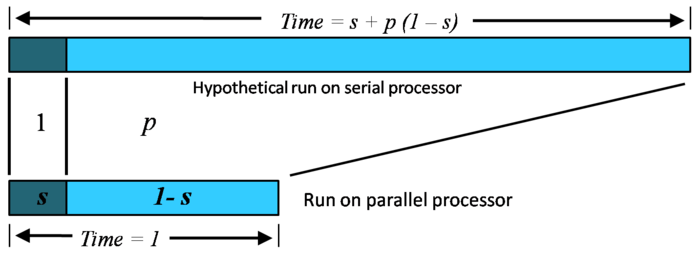 Time = s + p (1 – s)
Hypothetical run on serial processor
1 p
s 1- s Run on parallel processor
Time = 1